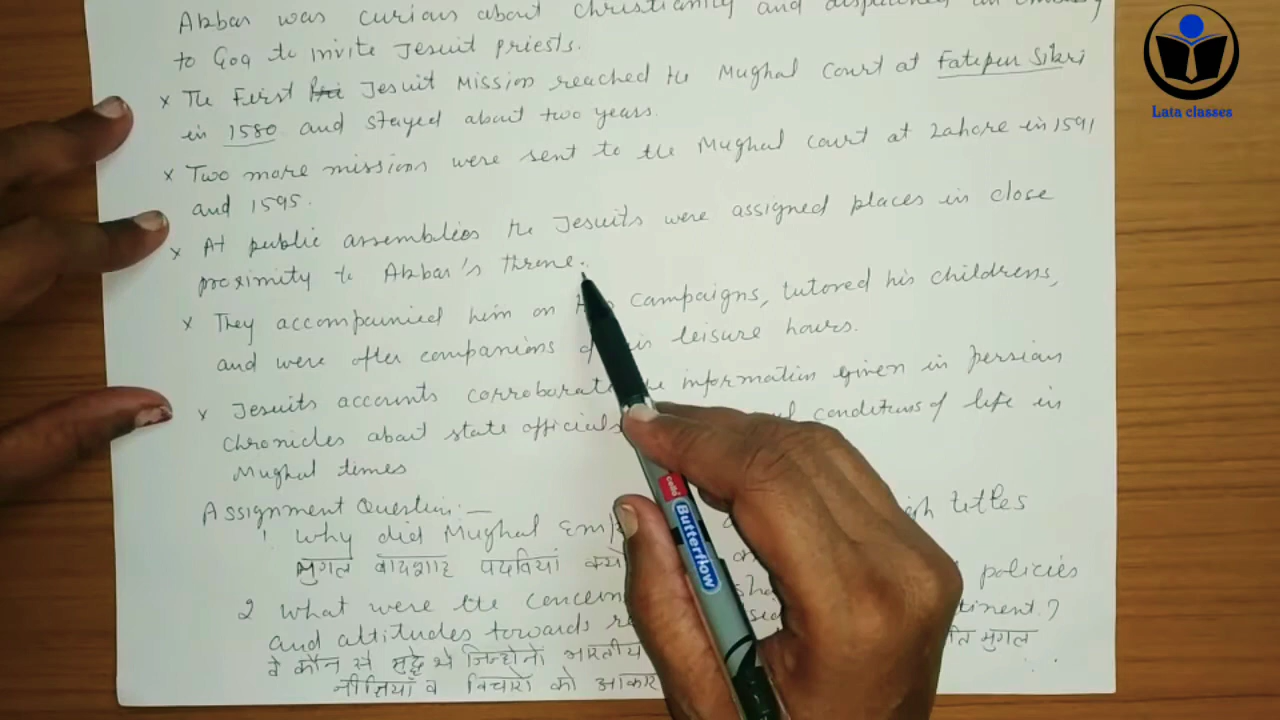 Akbar was curious about Christianity and dispatched an embassy
to Goa to invite Jesuit priests.
x The First Jesuit Mission reached the Mughal Court at Fatepur Sikri
in 1580 and stayed about two years.
x Two more missions were sent to the Mughal court at Lahore in 1591
and 1595.
x At public assemblies the Jesuits were assigned places in close
proximity to Akbar's throne.
x They accompanied him on campaigns, tutored his childrens,
and were often companions of leisure hours.
x Jesuits accounts corroborate information given in persian
chronicles about state officials conditions of life in
Mughal times
Assignment Question:—
1 Why did Mughal titles
मुगल बादशाह पदवियां
2 What were the policies
and attitudes towards
वे कौन से मुद्दे थे जिन्होंने भारतीय मुगल
नीतियां व विचारों को
Lata classes
cello
Butterflow